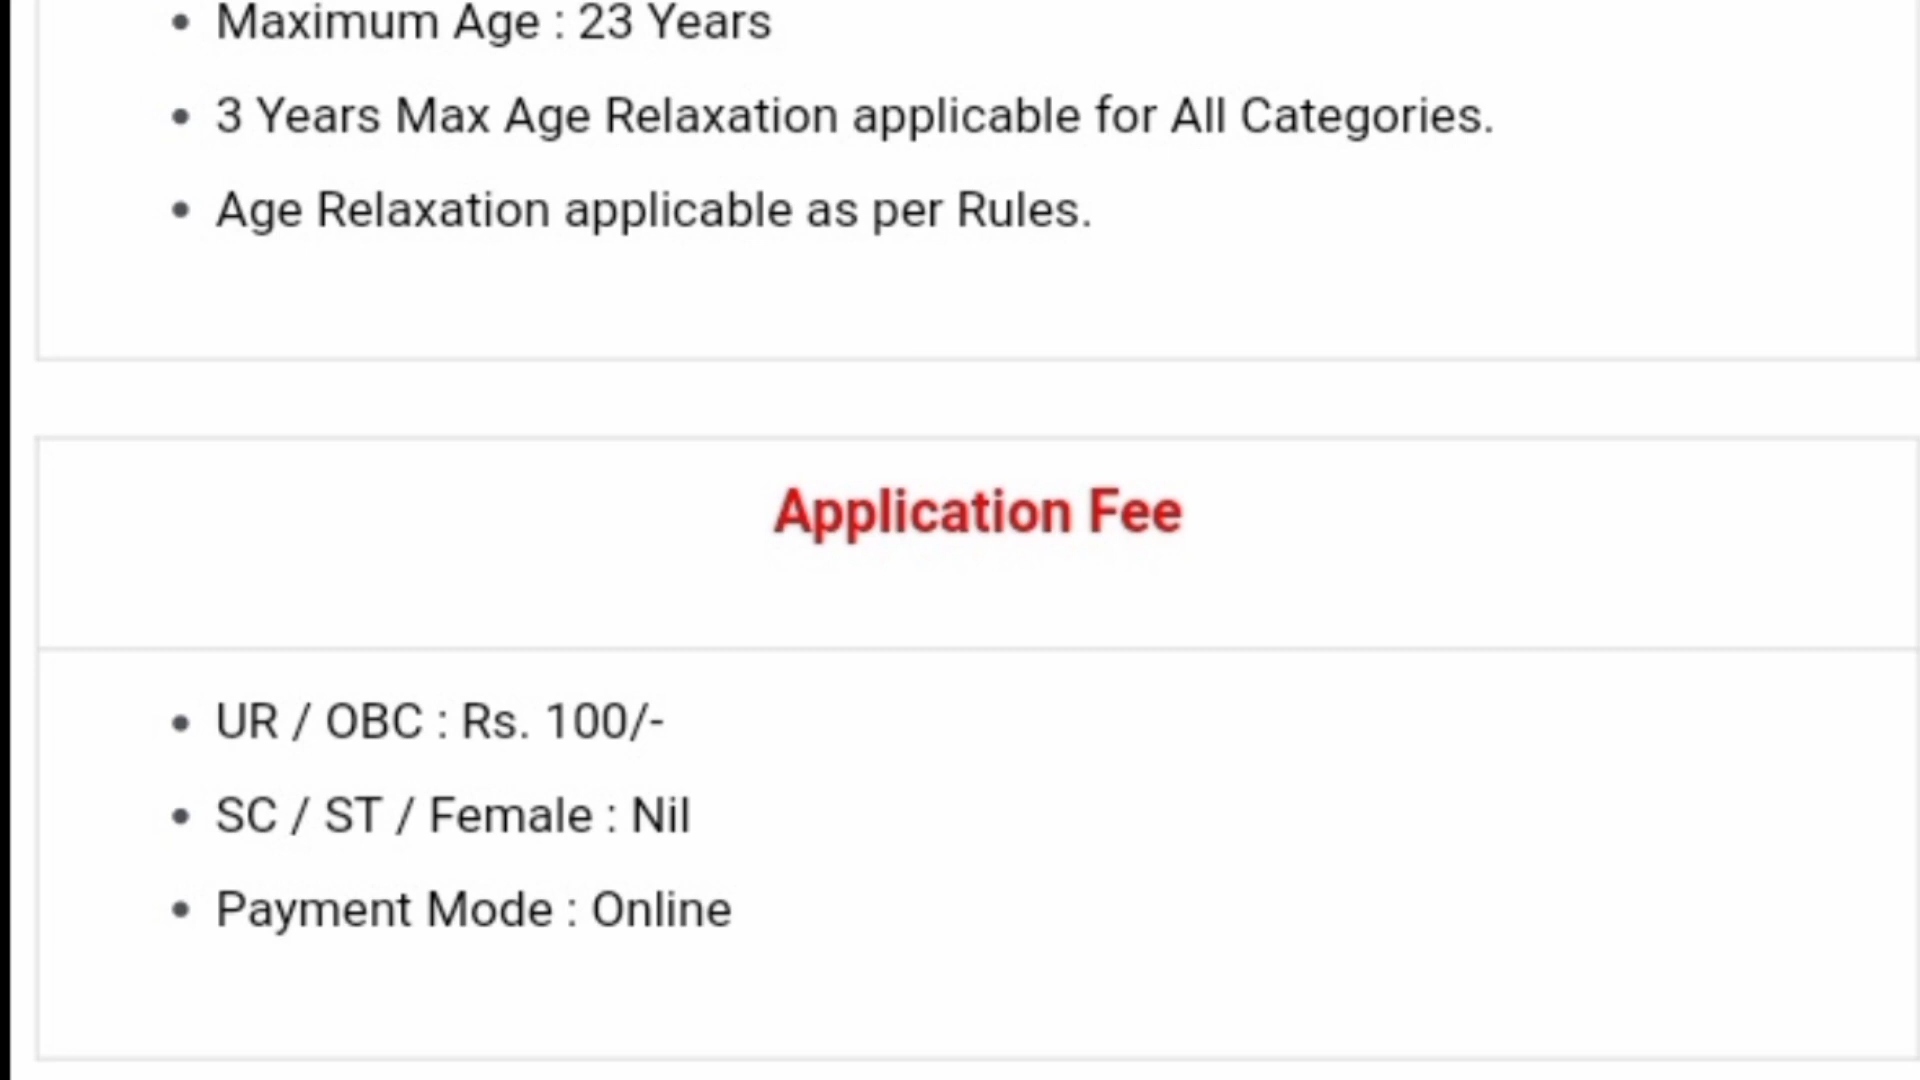 Maximum Age : 23 Years
3 Years Max Age Relaxation applicable for All Categories.
Age Relaxation applicable as per Rules.
Application Fee
UR / OBC : Rs. 100/-
SC / ST / Female : Nil
Payment Mode : Online